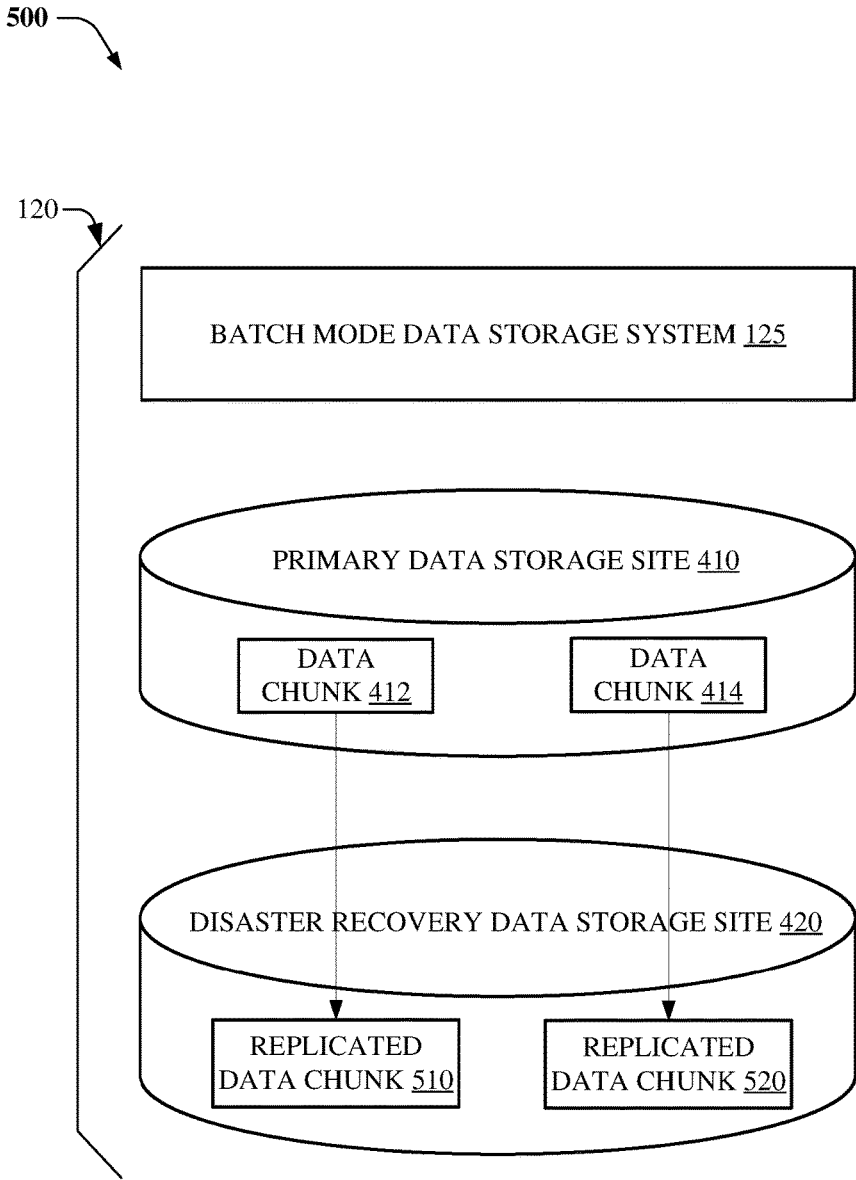 500
120
BATCH MODE DATA STORAGE SYSTEM 125
PRIMARY DATA STORAGE SITE 410
DATA
CHUNK 412
DATA
CHUNK 414
DISASTER RECOVERY DATA STORAGE SITE 420
REPLICATED
DATA CHUNK 510
REPLICATED
DATA CHUNK 520